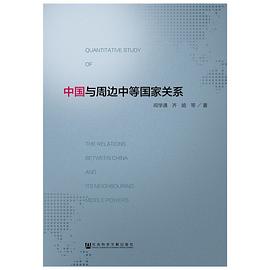 QUANTITATIVE STUDY
OF
中国与周边中等国家关系
阎学通 齐皓 等／著
THE RELATIONS
BETWEEN CHINA
AND
ITS NEIGHBOURING
MIDDLE POWERS
社会科学文献出版社